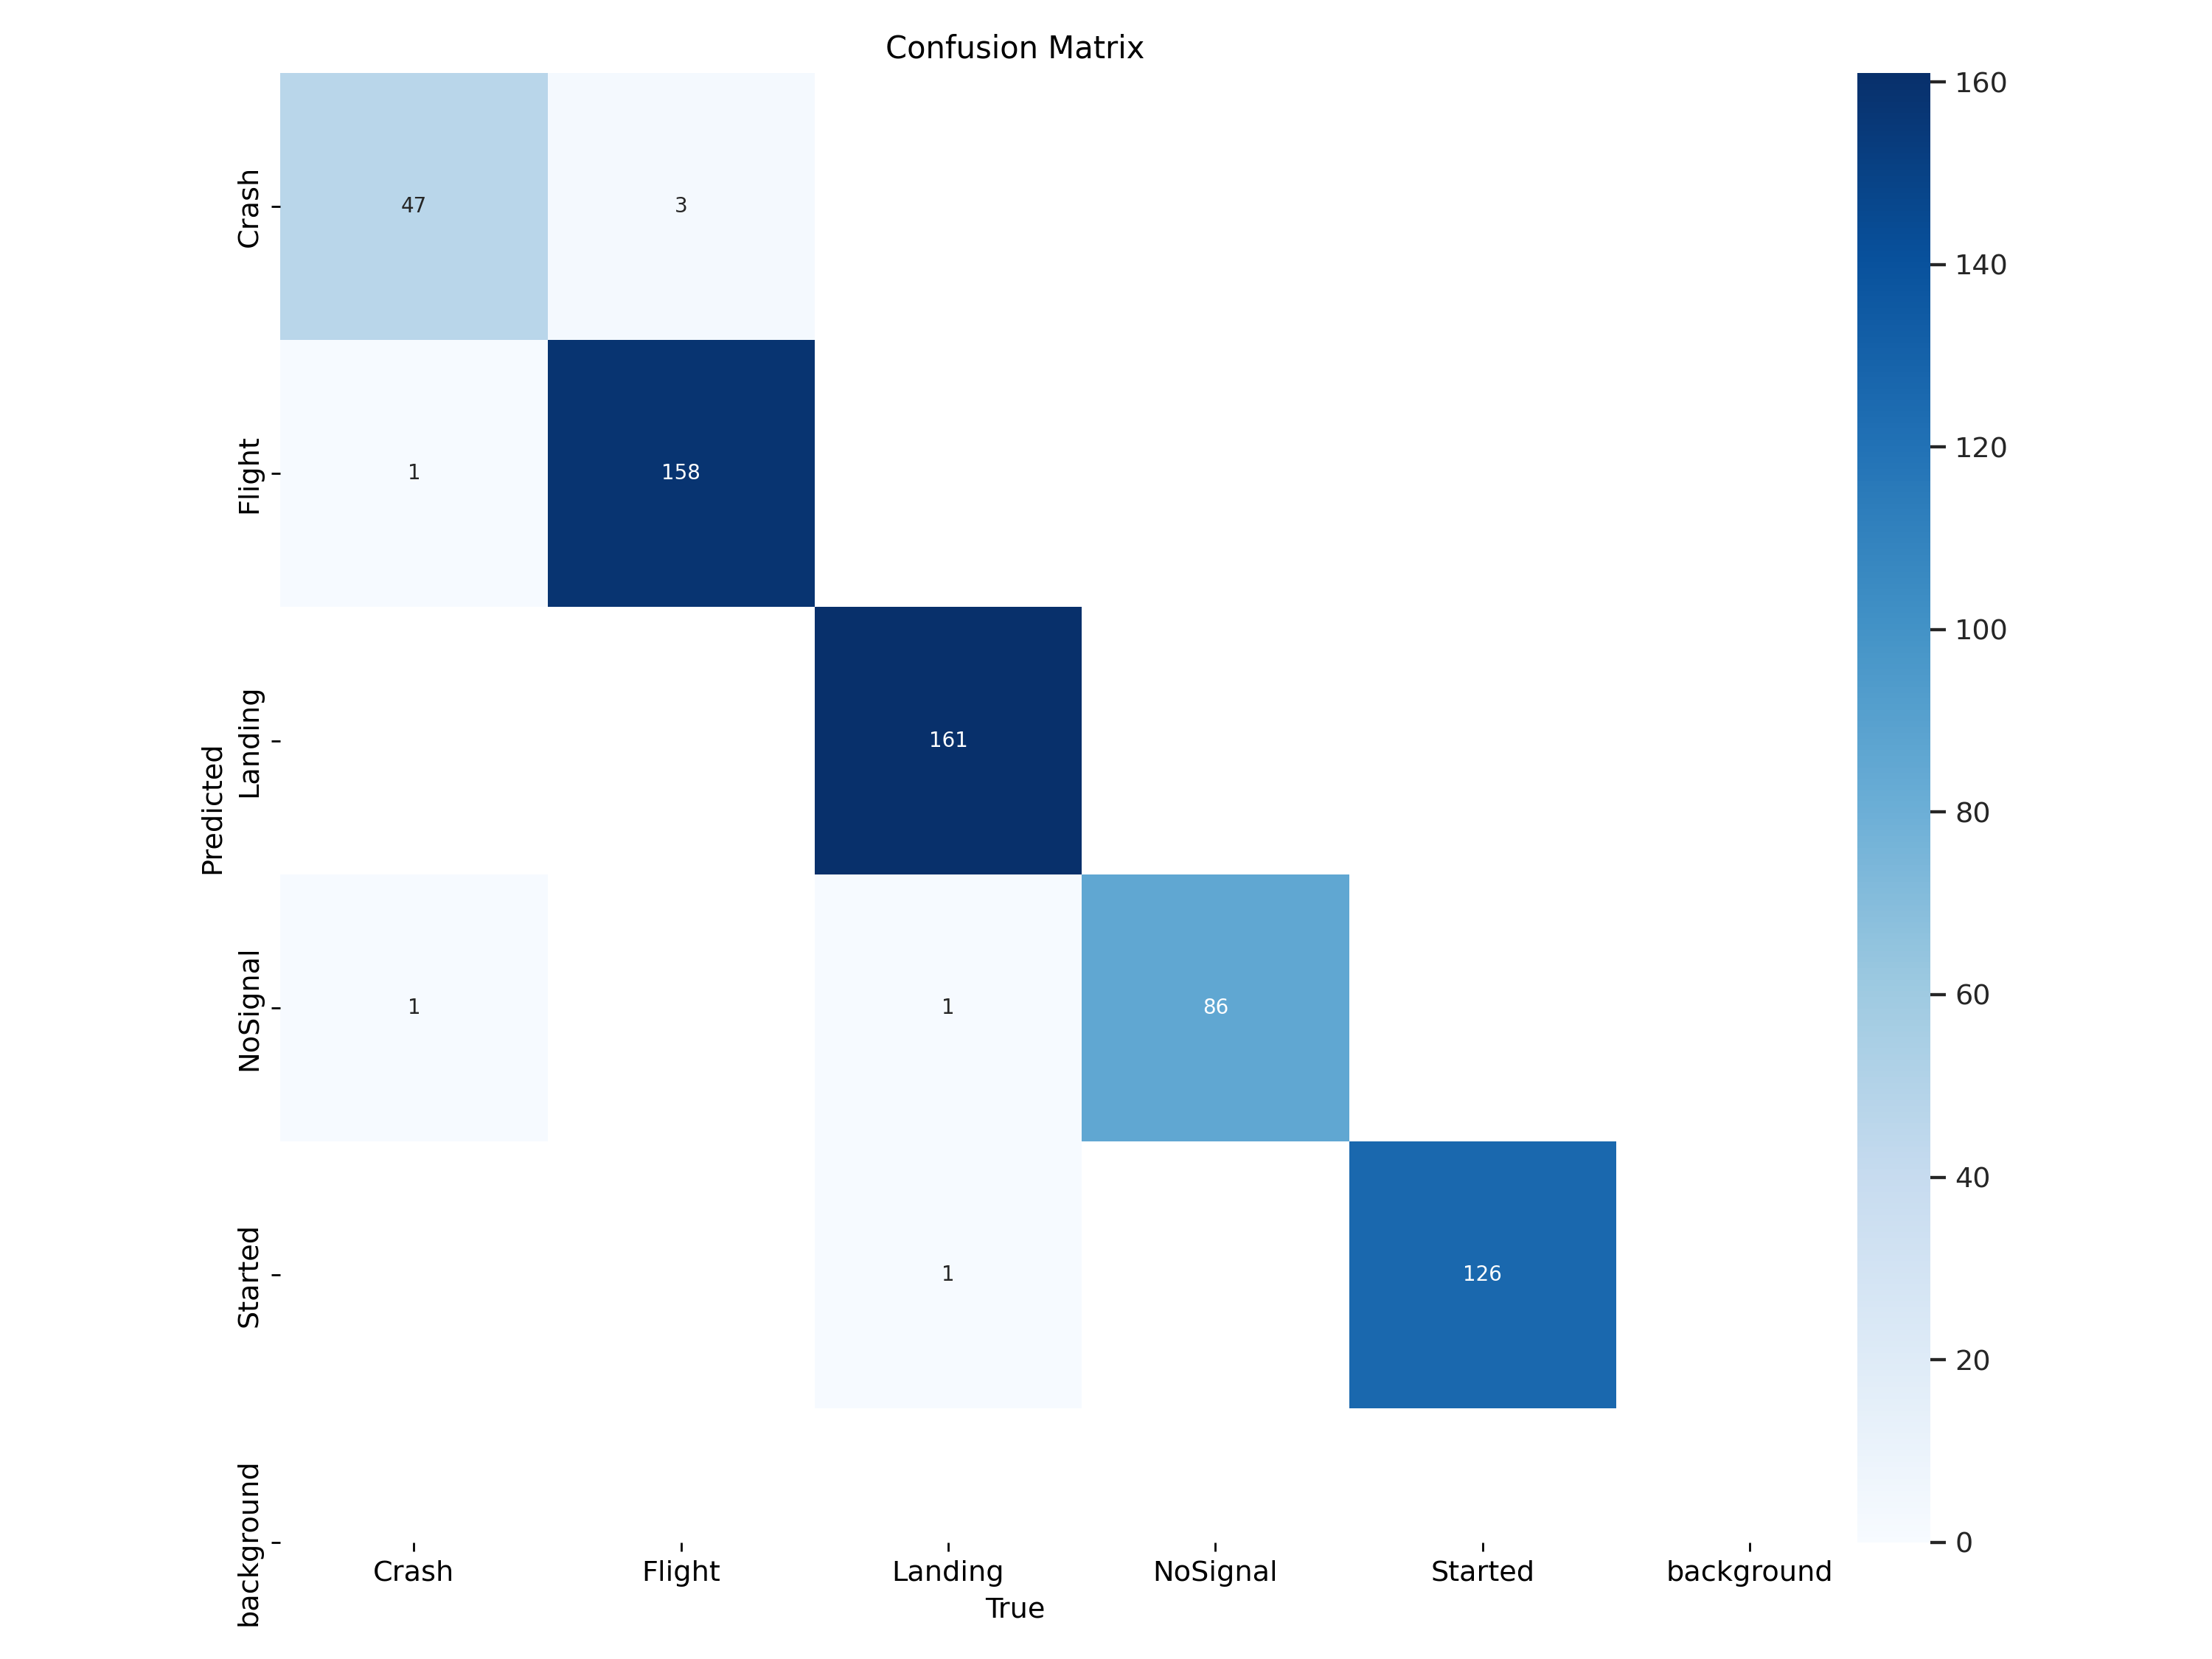 Confusion Matrix
Crash
47
3
Flight
1
158
Landing
161
NoSignal
1
1
86
Started
1
126
background
Predicted
Crash
Flight
Landing
NoSignal
Started
background
True
160
140
120
100
80
60
40
20
0